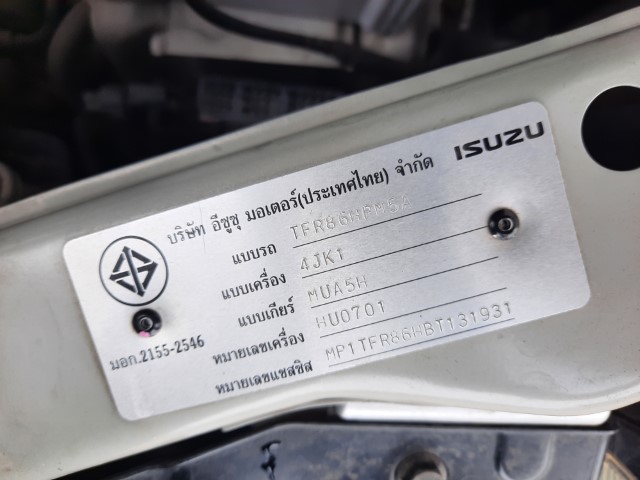 ISUZU
บริษัท อีซูซุ มอเตอร์(ประเทศไทย) จำกัด
แบบรถ TFR86HPM5A
แบบเครื่อง 4JK1
แบบเกียร์ MUA5H
หมายเลขเครื่อง HU0701
หมายเลขแชสซิส MP1TFR86HBT131931
มอก.2155-2546